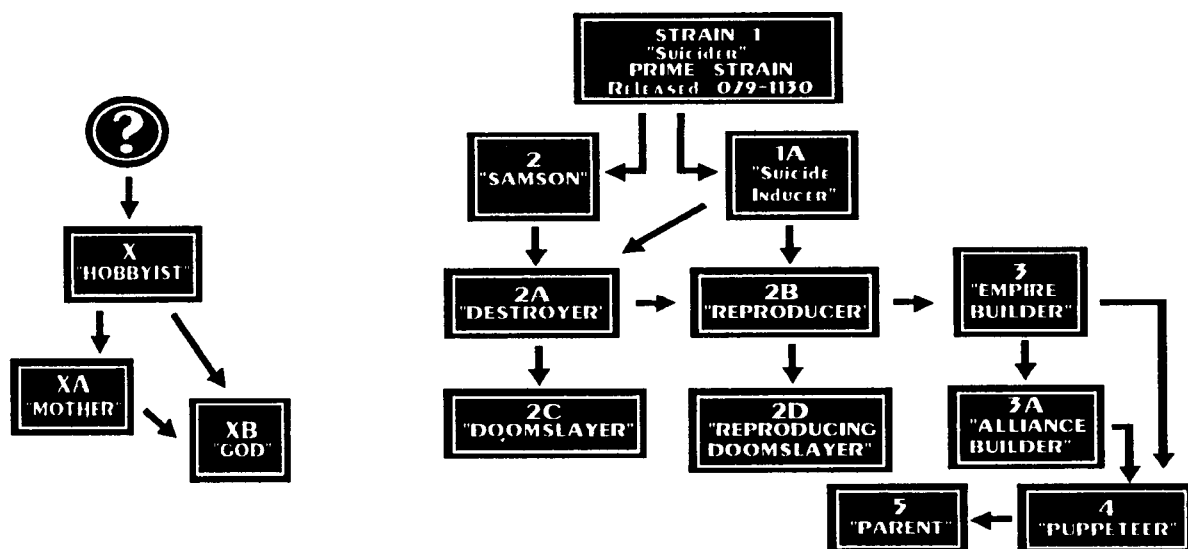 STRAIN 1
"Suicider"
PRIME STRAIN
Released 079-1130
?
2
"SAMSON"
1A
"Suicide
Inducer"
X
"HOBBYIST"
2A
"DESTROYER"
2B
"REPRODUCER"
3
"EMPIRE
BUILDER"
XA
"MOTHER"
XB
"GOD"
2C
"DOOMSLAYER"
2D
"REPRODUCING
DOOMSLAYER"
3A
"ALLIANCE
BUILDER"
5
"PARENT"
4
"PUPPETEER"